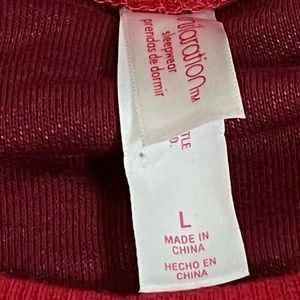 sleepwear
prendas de dormir
L
MADE IN
CHINA
HECHO EN
CHINA